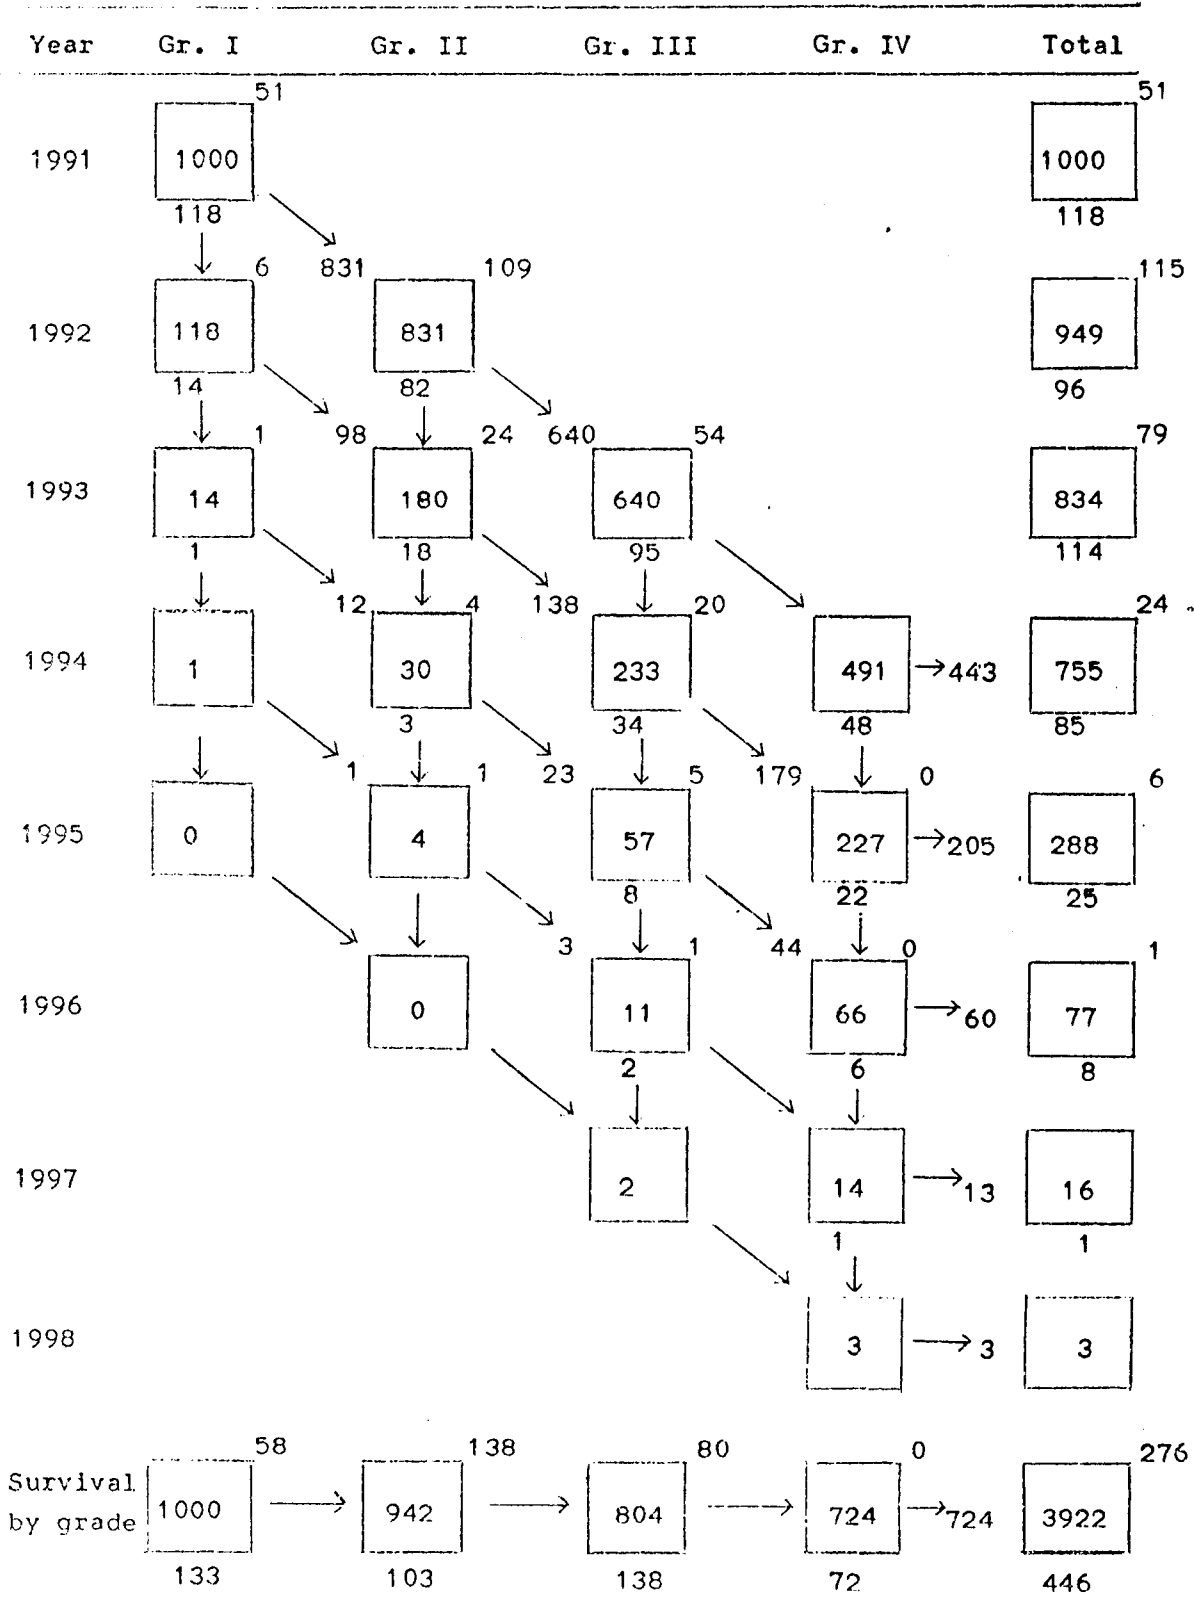 Year Gr. I Gr. II Gr. III Gr. IV Total
51 51
1991 1000 1000
118 118
6 831 109 115
1992 118 831 949
14 82 96
1 98 24 640 54 79
1993 14 180 640 834
1 18 95 114
12 4 138 20 24
1994 1 30 233 491 443 755
3 34 48 85
1 1 23 5 179 0 6
1995 0 4 57 227 205 288
8 22 25
3 1 44 0 1
1996 0 11 66 60 77
2 6 8
1997 2 14 13 16
1 1
1998 3 3 3
58 138 80 0 276
Survival
by grade 1000 942 804 724 724 3922
133 103 138 72 446